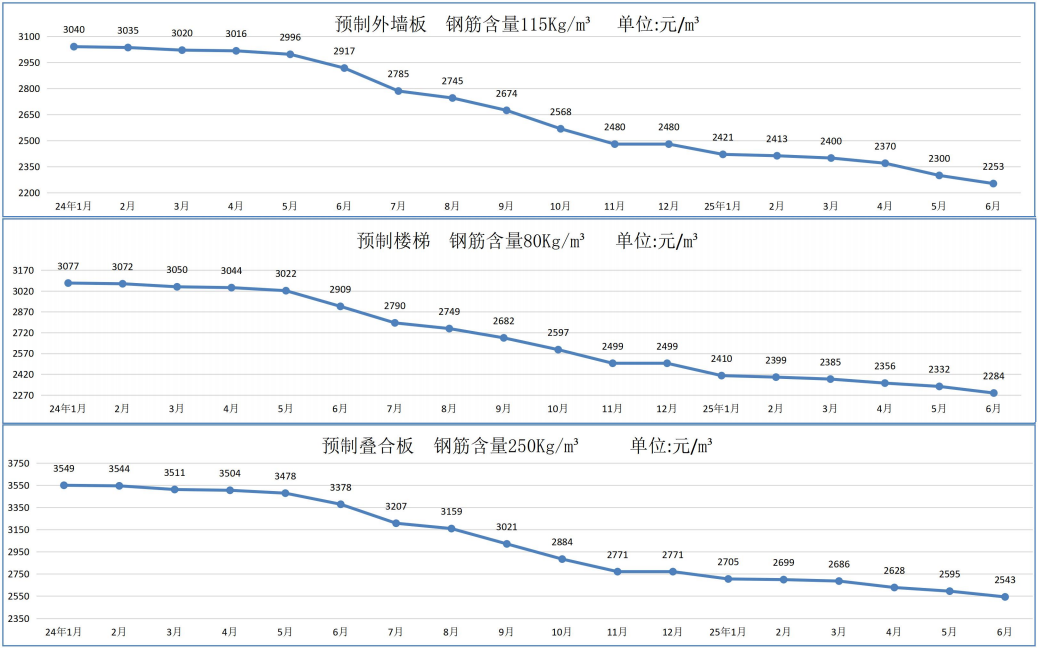 预制外墙板 钢筋含量115Kg/m³ 单位:元/m³
3100
2950
2800
2650
2500
2350
2200
3040 3035 3020 3016 2996 2917 2785 2745 2674 2568 2480 2480 2421 2413 2400 2370 2300 2253
24年1月 2月 3月 4月 5月 6月 7月 8月 9月 10月 11月 12月 25年1月 2月 3月 4月 5月 6月
预制楼梯 钢筋含量80Kg/m³ 单位:元/m³
3170
3020
2870
2720
2570
2420
2270
3077 3072 3050 3044 3022 2909 2790 2749 2682 2597 2499 2499 2410 2399 2385 2356 2332 2284
24年1月 2月 3月 4月 5月 6月 7月 8月 9月 10月 11月 12月 25年1月 2月 3月 4月 5月 6月
预制叠合板 钢筋含量250Kg/m³ 单位:元/m³
3750
3550
3350
3150
2950
2750
2550
2350
3549 3544 3511 3504 3478 3378 3207 3159 3021 2884 2771 2771 2705 2699 2686 2628 2595 2543
24年1月 2月 3月 4月 5月 6月 7月 8月 9月 10月 11月 12月 25年1月 2月 3月 4月 5月 6月